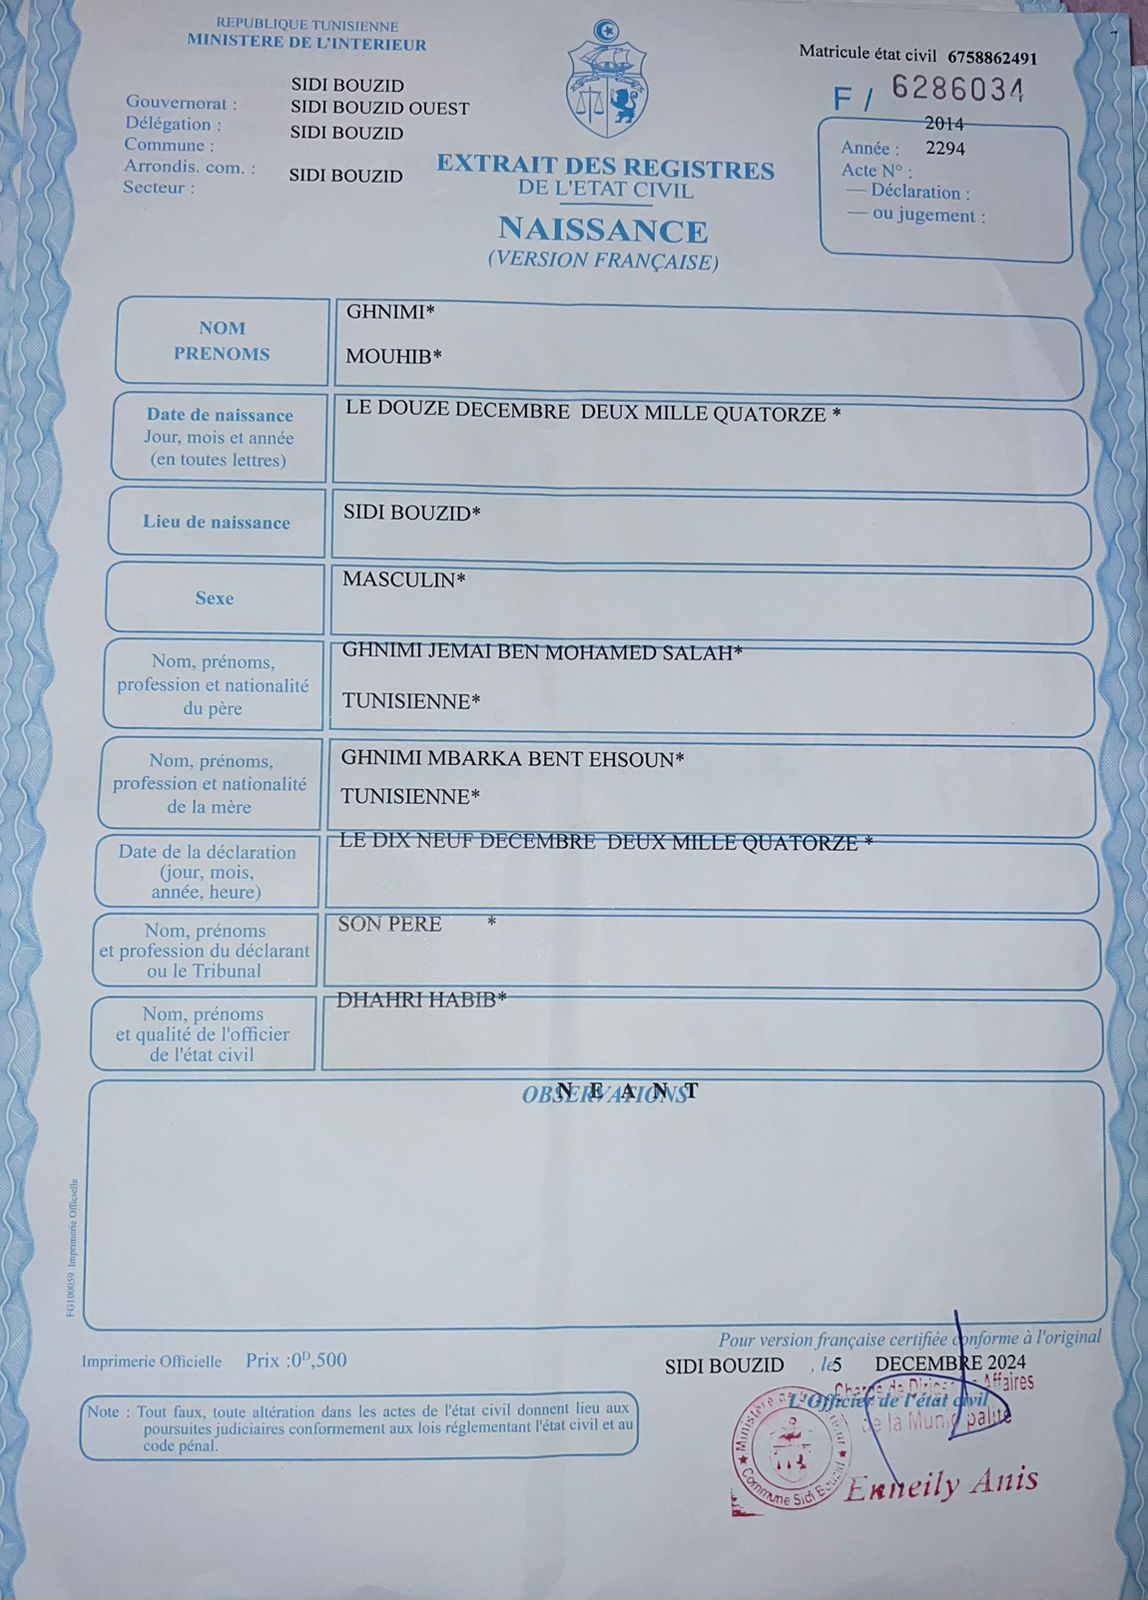 REPUBLIQUE TUNISIENNE
MINISTERE DE L'INTERIEUR
Matricule état civil 6758862491
F / 6286034
SIDI BOUZID
Gouvernorat : SIDI BOUZID OUEST
Délégation : SIDI BOUZID
Commune :
Arrondis. com. : SIDI BOUZID
Secteur :
2014
Année : 2294
Acte N° :
— Déclaration :
— ou jugement :
EXTRAIT DES REGISTRES
DE L'ETAT CIVIL
NAISSANCE
(VERSION FRANÇAISE)
NOM
PRENOMS
GHNIMI*
MOUHIB*
Date de naissance
Jour, mois et année
(en toutes lettres)
LE DOUZE DECEMBRE DEUX MILLE QUATORZE *
Lieu de naissance
SIDI BOUZID*
Sexe
MASCULIN*
Nom, prénoms,
profession et nationalité
du père
GHNIMI JEMAI BEN MOHAMED SALAH*
TUNISIENNE*
Nom, prénoms,
profession et nationalité
de la mère
GHNIMI MBARKA BENT EHSOUN*
TUNISIENNE*
Date de la déclaration
(jour, mois,
année, heure)
LE DIX NEUF DECEMBRE DEUX MILLE QUATORZE *
Nom, prénoms
et profession du déclarant
ou le Tribunal
SON PERE *
Nom, prénoms
et qualité de l'officier
de l'état civil
DHAHRI HABIB*
OBSERVATIONS
N E A N T
FG100059 Imprimerie Officielle
Pour version française certifiée conforme à l'original
Imprimerie Officielle Prix :0ᴰ,500
SIDI BOUZID , le5 DECEMBRE 2024
Affaires
L'Officier de l'état civil
de la Municipalité
Note : Tout faux, toute altération dans les actes de l'état civil donnent lieu aux
poursuites judiciaires conformement aux lois réglementant l'état civil et au
code pénal.
Commune Sidi Bouzid
Enneily Anis